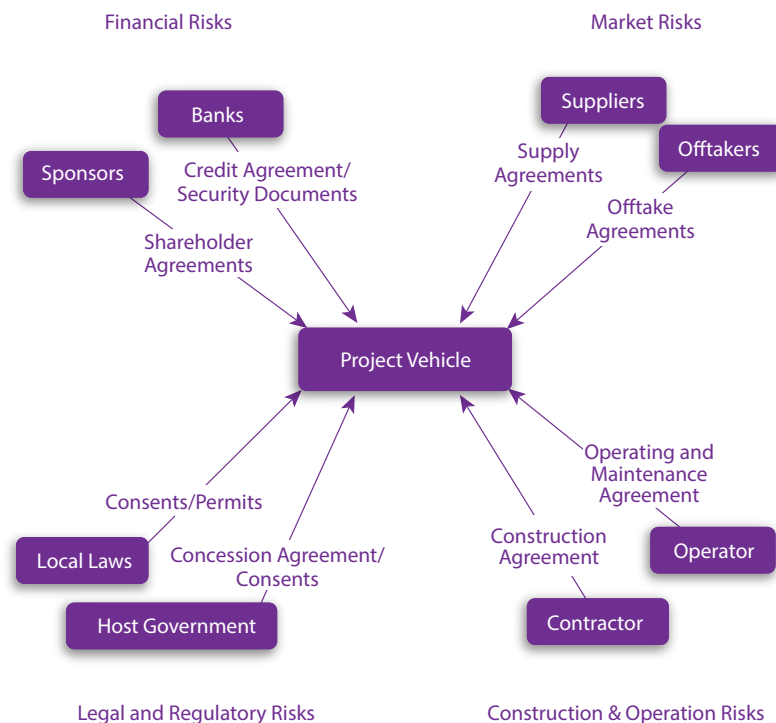 Financial Risks
Market Risks
Banks
Suppliers
Sponsors
Offtakers
Credit Agreement/
Security Documents
Supply
Agreements
Shareholder
Agreements
Offtake
Agreements
Project Vehicle
Consents/Permits
Operating and
Maintenance
Agreement
Local Laws
Concession Agreement/
Consents
Construction
Agreement
Operator
Host Government
Contractor
Legal and Regulatory Risks
Construction & Operation Risks